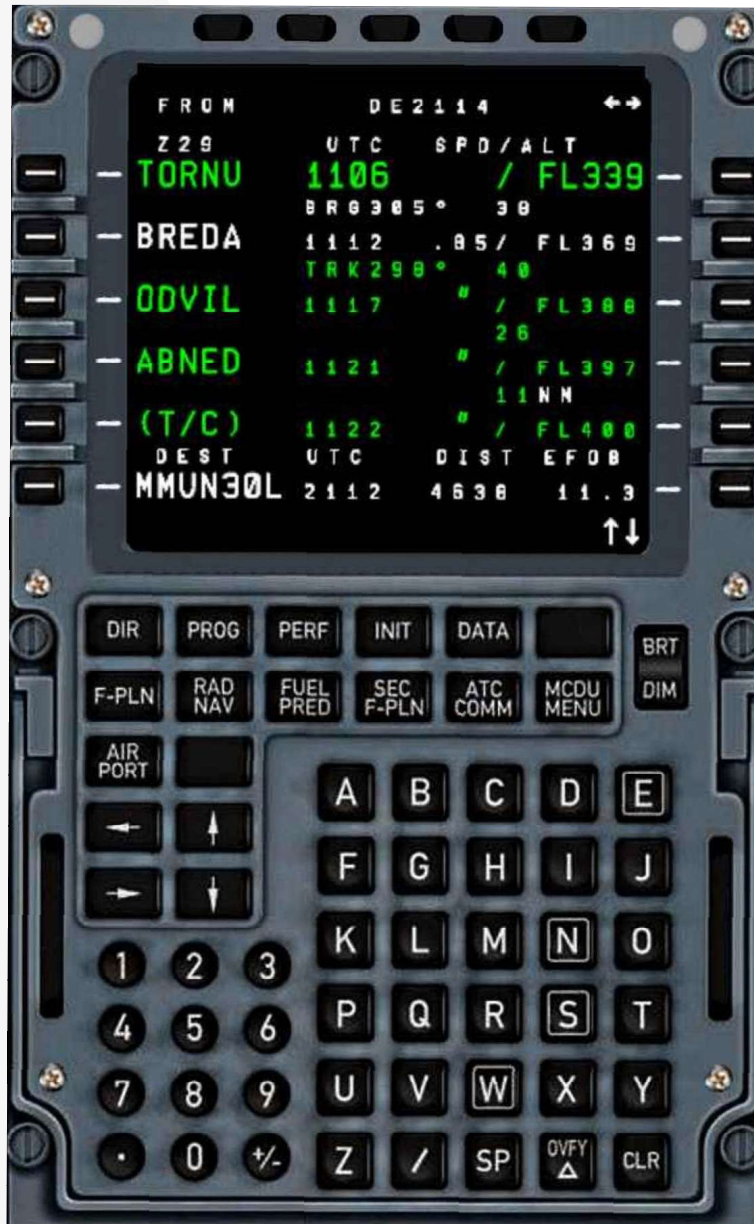 FROM DE2114 ←→
Z29 UTC SPD/ALT
TORNU 1106 / FL339
BRG305° 38
BREDA 1112 .85/ FL369
TRK298° 40
ODVIL 1117 " / FL388
26
ABNED 1121 " / FL397
11NM
(T/C) 1122 " / FL400
DEST UTC DIST EFOB
MMUN30L 2112 4638 11.3
↑↓
DIR PROG PERF INIT DATA
BRT
F-PLN RAD NAV FUEL PRED SEC F-PLN ATC COMM MCDU MENU
DIM
AIR PORT
A B C D E
← ↑
F G H I J
→ ↓
K L M N O
1 2 3
P Q R S T
4 5 6
U V W X Y
7 8 9
Z / SP OVFY Δ CLR
. 0 +/-